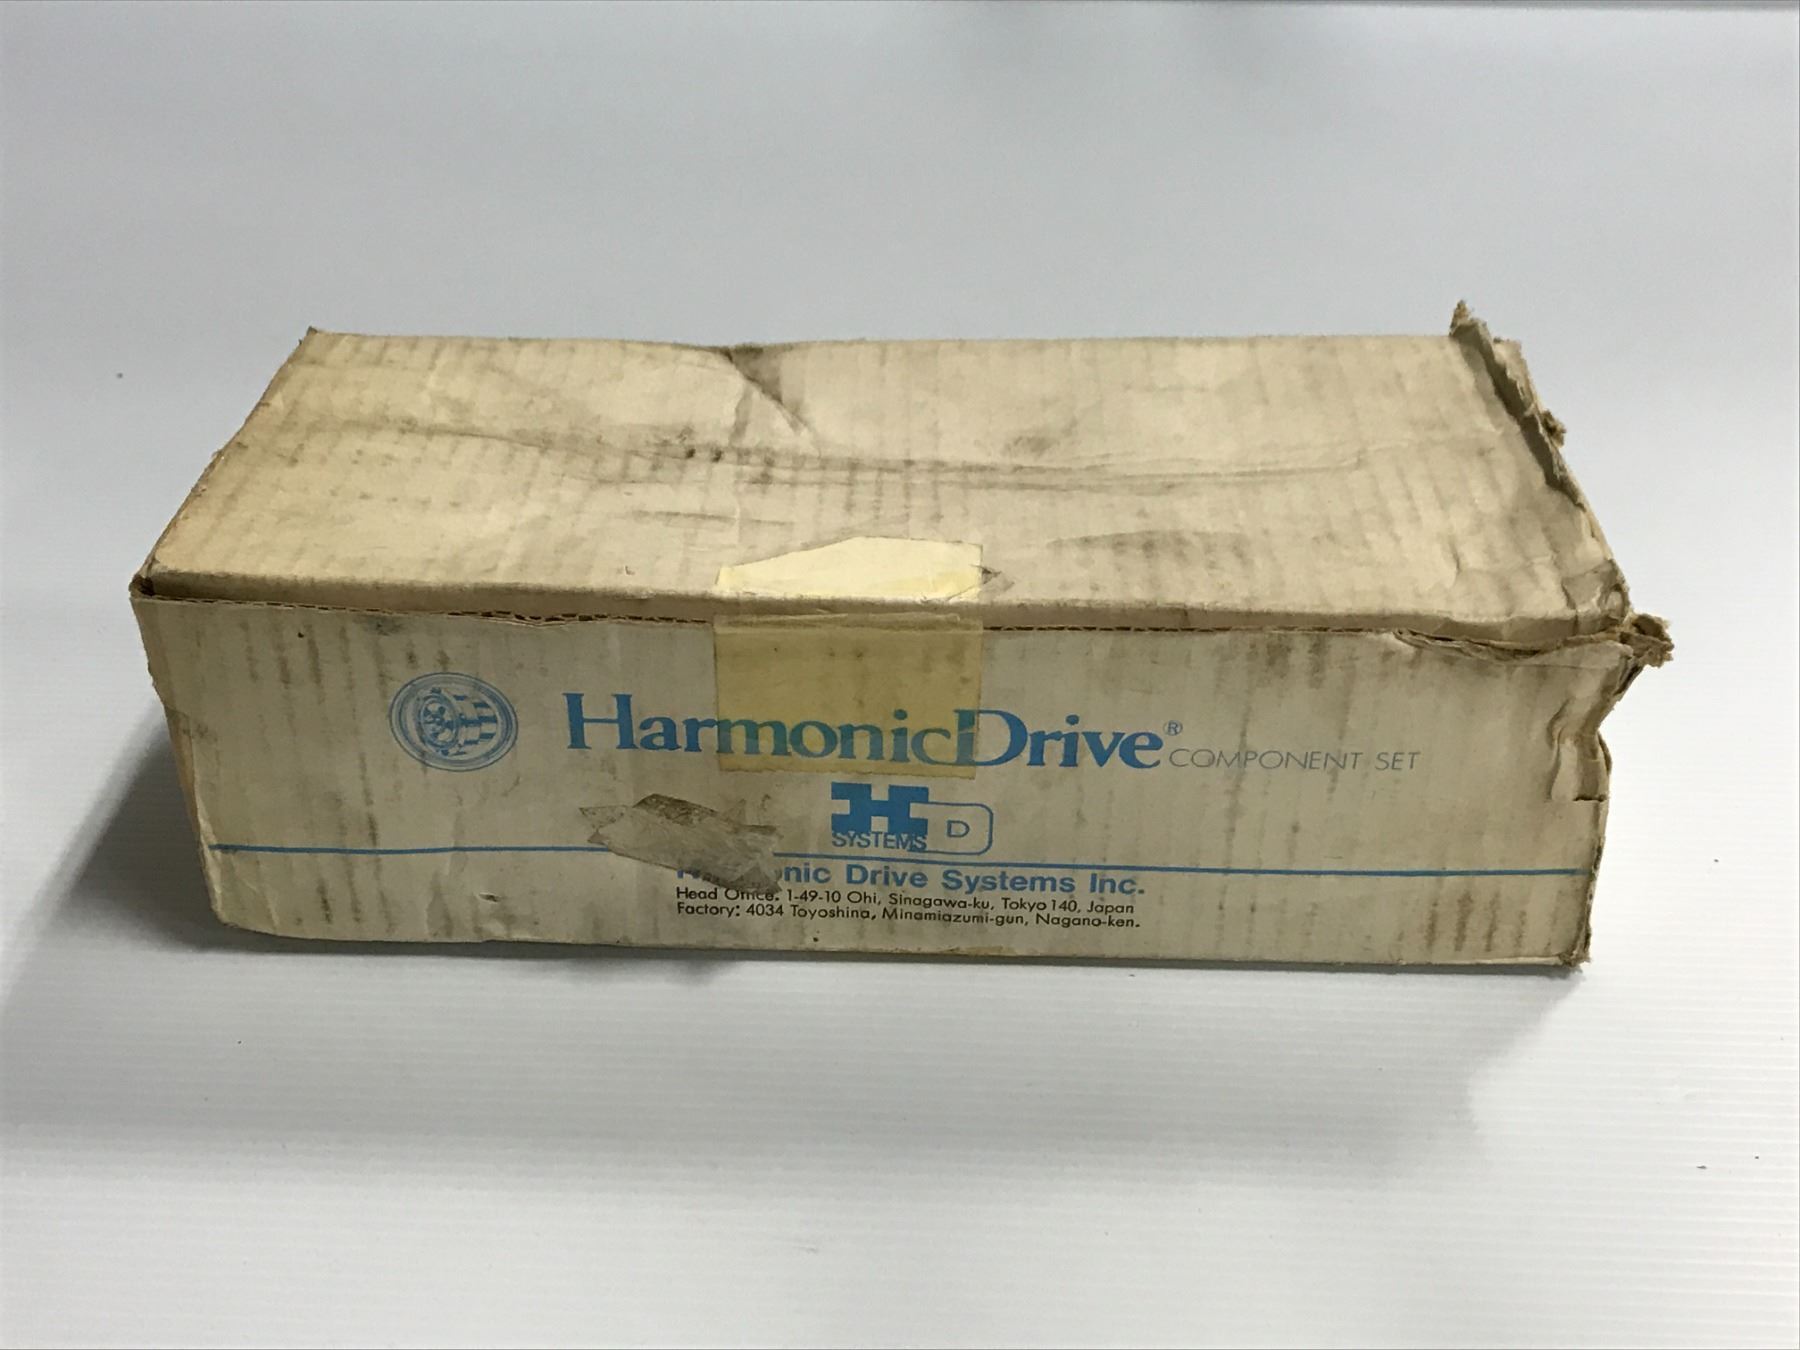 HarmonicDrive® COMPONENT SET
H D
SYSTEMS
Drive Systems Inc.
Head Office: 1-49-10 Ohi, Sinagawa-ku, Tokyo 140, Japan
Factory: 4034 Toyoshina, Minamiazumi-gun, Nagano-ken.